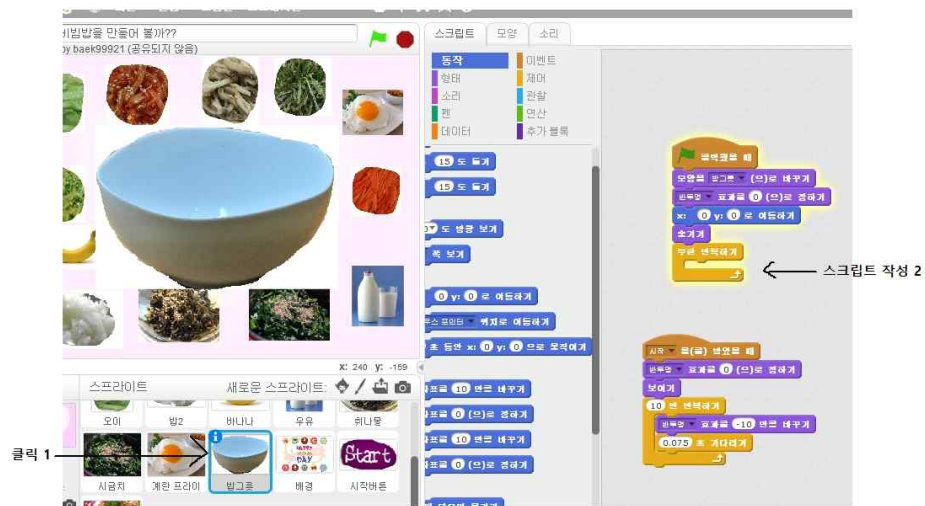 비빔밥을 만들어 볼까??
by baek99921 (공유되지 않음)
스크립트 모양 소리
동작 이벤트
형태 제어
소리 관찰
펜 연산
데이터 추가 블록
15 도 돌기
15 도 돌기
도 방향 보기
쪽 보기
0 y: 0 로 이동하기
위치로 이동하기
초 동안 x: 0 y: 0 으로 움직이기
10 만큼 바꾸기
0 (으)로 정하기
10 만큼 바꾸기
0 (으)로 정하기
x: 240 y: -159
스프라이트 새로운 스프라이트:
오이 밥2 바나나 우유 취나물
Start
시금치 계란 프라이 밥그릇 배경 시작버튼
클릭 1
클릭했을 때
모양을 밥그릇 (으)로 바꾸기
반투명 효과를 0 (으)로 정하기
x: 0 y: 0 로 이동하기
숨기기
무한 반복하기
스크립트 작성 2
시작 을(를) 받았을 때
반투명 효과를 0 (으)로 정하기
보이기
10 번 반복하기
반투명 효과를 -10 만큼 바꾸기
0.075 초 기다리기